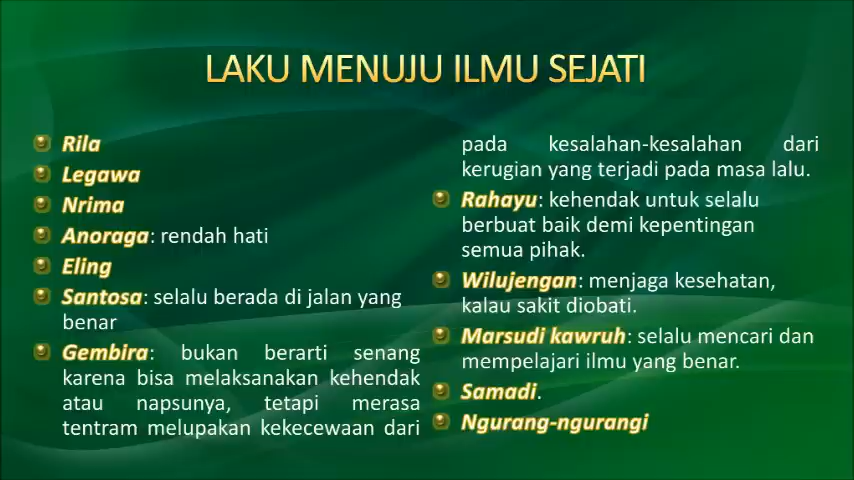 LAKU MENUJU ILMU SEJATI
Rila
Legawa
Nrima
Anoraga: rendah hati
Eling
Santosa: selalu berada di jalan yang
benar
Gembira: bukan berarti senang
karena bisa melaksanakan kehendak
atau napsunya, tetapi merasa
tentram melupakan kekecewaan dari
pada kesalahan-kesalahan dari
kerugian yang terjadi pada masa lalu.
Rahayu: kehendak untuk selalu
berbuat baik demi kepentingan
semua pihak.
Wilujengan: menjaga kesehatan,
kalau sakit diobati.
Marsudi kawruh: selalu mencari dan
mempelajari ilmu yang benar.
Samadi.
Ngurang-ngurangi